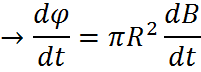 → dφ/dt = πR² dB/dt